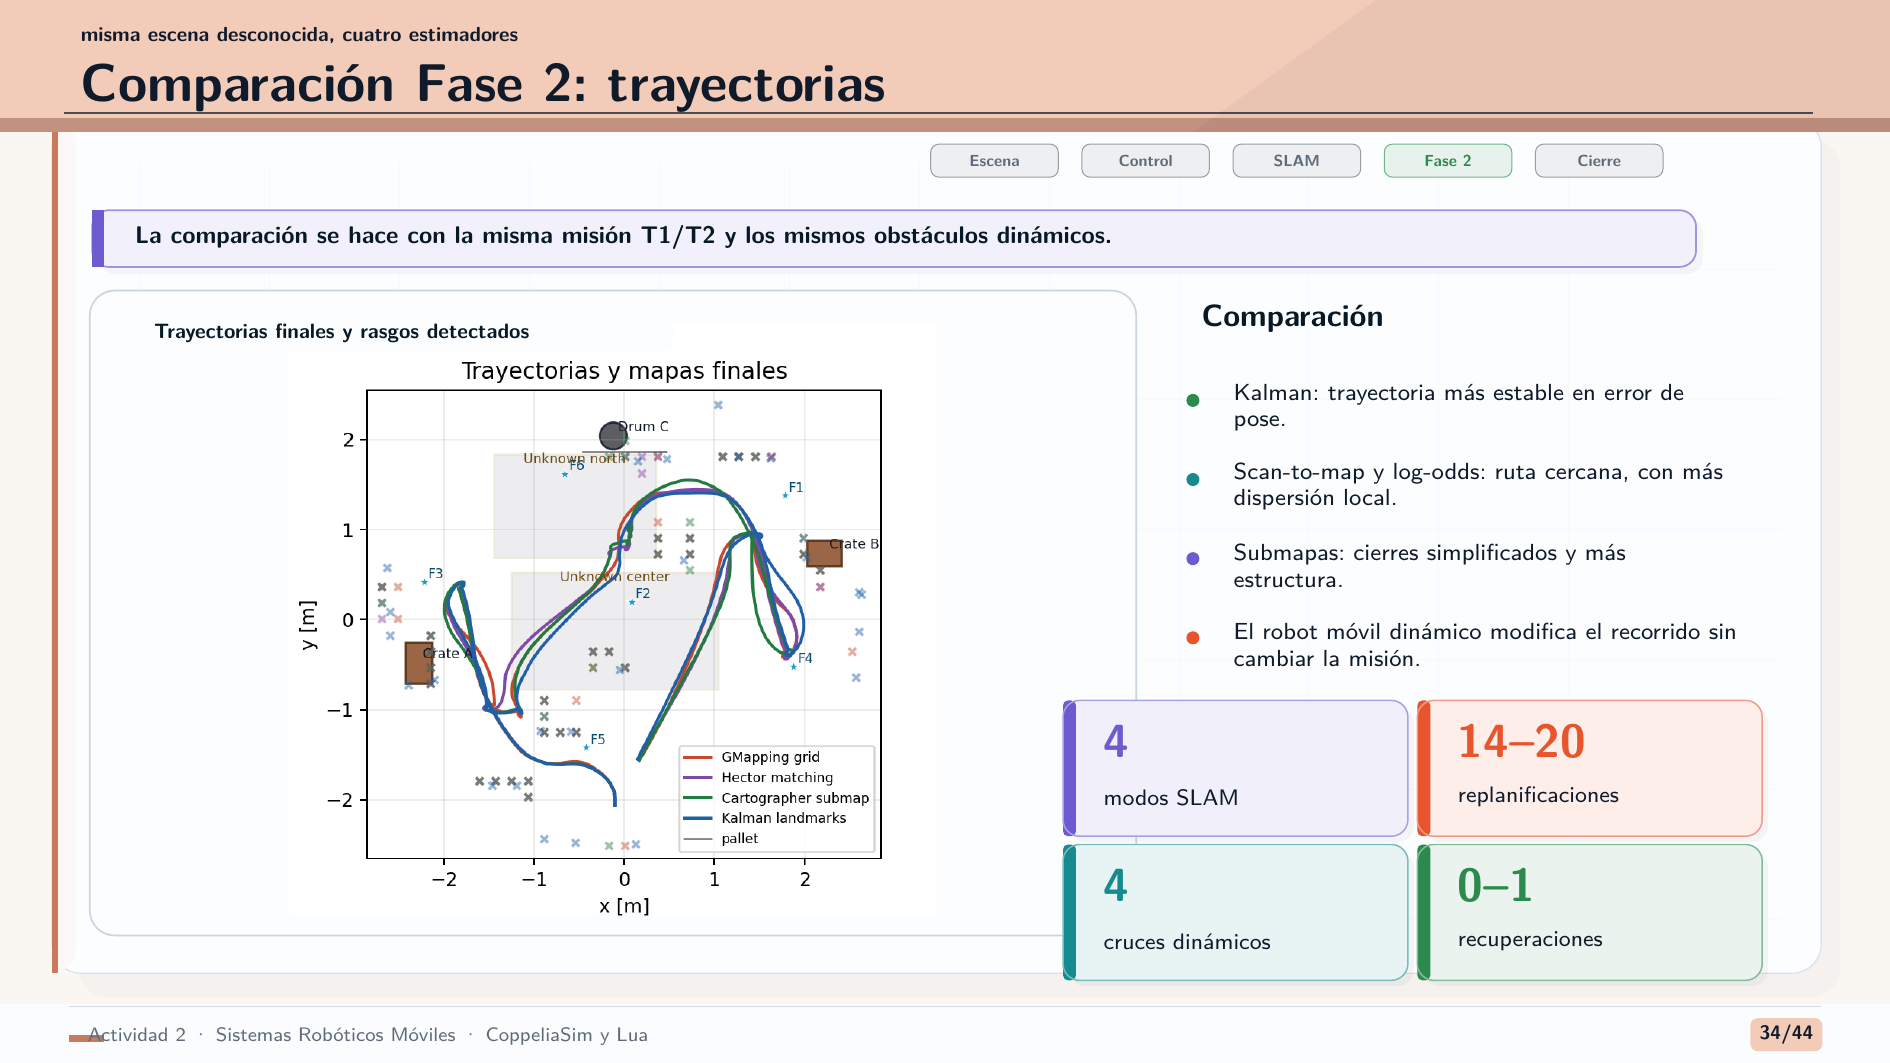 misma escena desconocida, cuatro estimadores
Comparación Fase 2: trayectorias
Escena
Control
SLAM
Fase 2
Cierre
La comparación se hace con la misma misión T1/T2 y los mismos obstáculos dinámicos.
Trayectorias finales y rasgos detectados
Trayectorias y mapas finales
Drum C
Unknown north
F6
F1
Crate B
Unknown center
F3
F2
Crate A
F4
F5
GMapping grid
Hector matching
Cartographer submap
Kalman landmarks
pallet
2
1
0
−1
−2
y [m]
−2
−1
0
1
2
x [m]
Comparación
Kalman: trayectoria más estable en error de
pose.
Scan-to-map y log-odds: ruta cercana, con más
dispersión local.
Submapas: cierres simplificados y más
estructura.
El robot móvil dinámico modifica el recorrido sin
cambiar la misión.
4
modos SLAM
14–20
replanificaciones
4
cruces dinámicos
0–1
recuperaciones
Actividad 2 · Sistemas Robóticos Móviles · CoppeliaSim y Lua
34/44